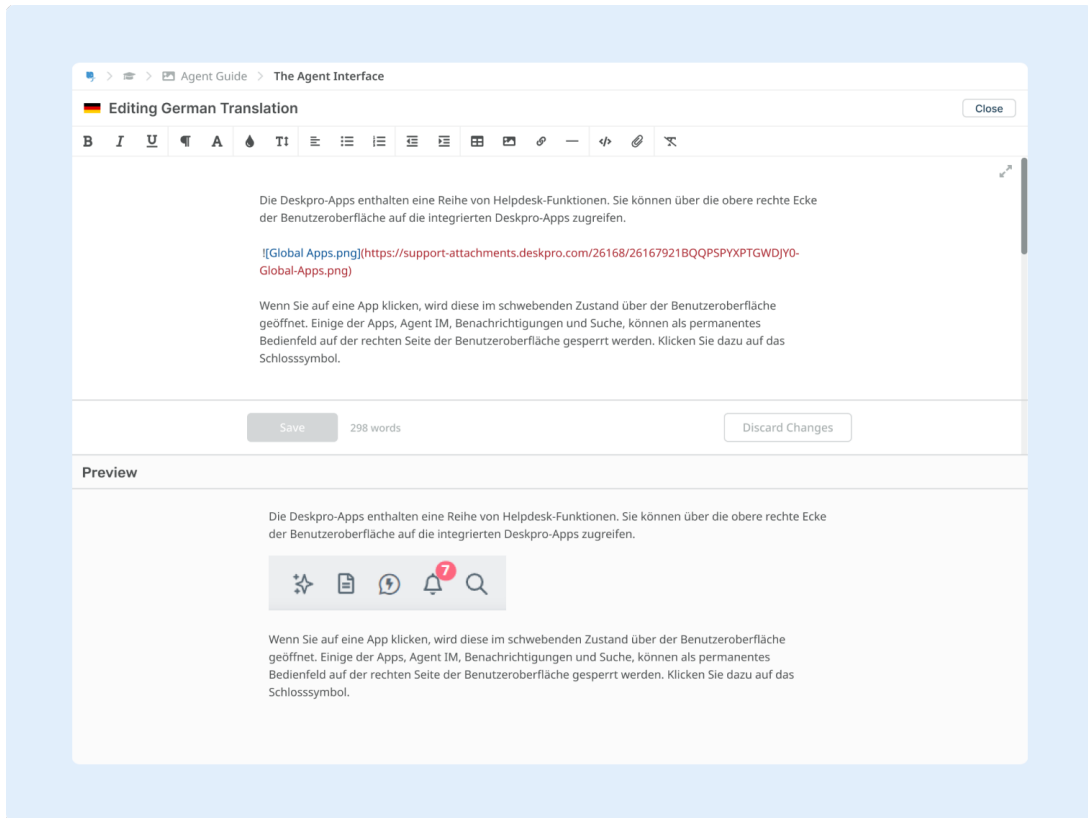 Agent Guide > The Agent Interface
Editing German Translation
Close
Die Deskpro-Apps enthalten eine Reihe von Helpdesk-Funktionen. Sie können über die obere rechte Ecke
der Benutzeroberfläche auf die integrierten Deskpro-Apps zugreifen.
![Global Apps.png](https://support-attachments.deskpro.com/26168/26167921BQQPSPYXPTGWDJY0-
Global-Apps.png)
Wenn Sie auf eine App klicken, wird diese im schwebenden Zustand über der Benutzeroberfläche
geöffnet. Einige der Apps, Agent IM, Benachrichtigungen und Suche, können als permanentes
Bedienfeld auf der rechten Seite der Benutzeroberfläche gesperrt werden. Klicken Sie dazu auf das
Schlosssymbol.
Save
298 words
Discard Changes
Preview
Die Deskpro-Apps enthalten eine Reihe von Helpdesk-Funktionen. Sie können über die obere rechte Ecke
der Benutzeroberfläche auf die integrierten Deskpro-Apps zugreifen.
7
Wenn Sie auf eine App klicken, wird diese im schwebenden Zustand über der Benutzeroberfläche
geöffnet. Einige der Apps, Agent IM, Benachrichtigungen und Suche, können als permanentes
Bedienfeld auf der rechten Seite der Benutzeroberfläche gesperrt werden. Klicken Sie dazu auf das
Schlosssymbol.